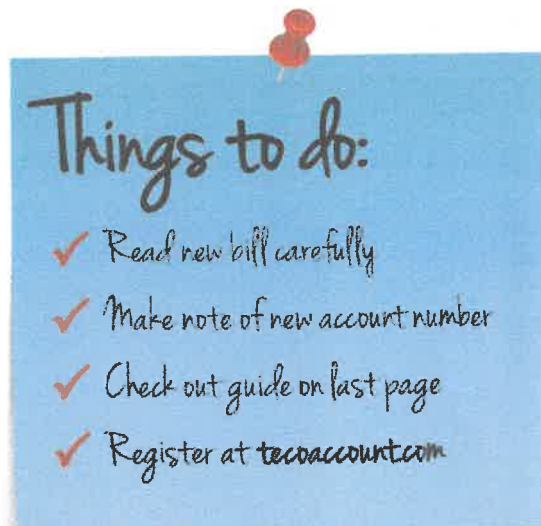 Things to do:
Read new bill carefully
Make note of new account number
Check out guide on last page
Register at tecoaccount.com